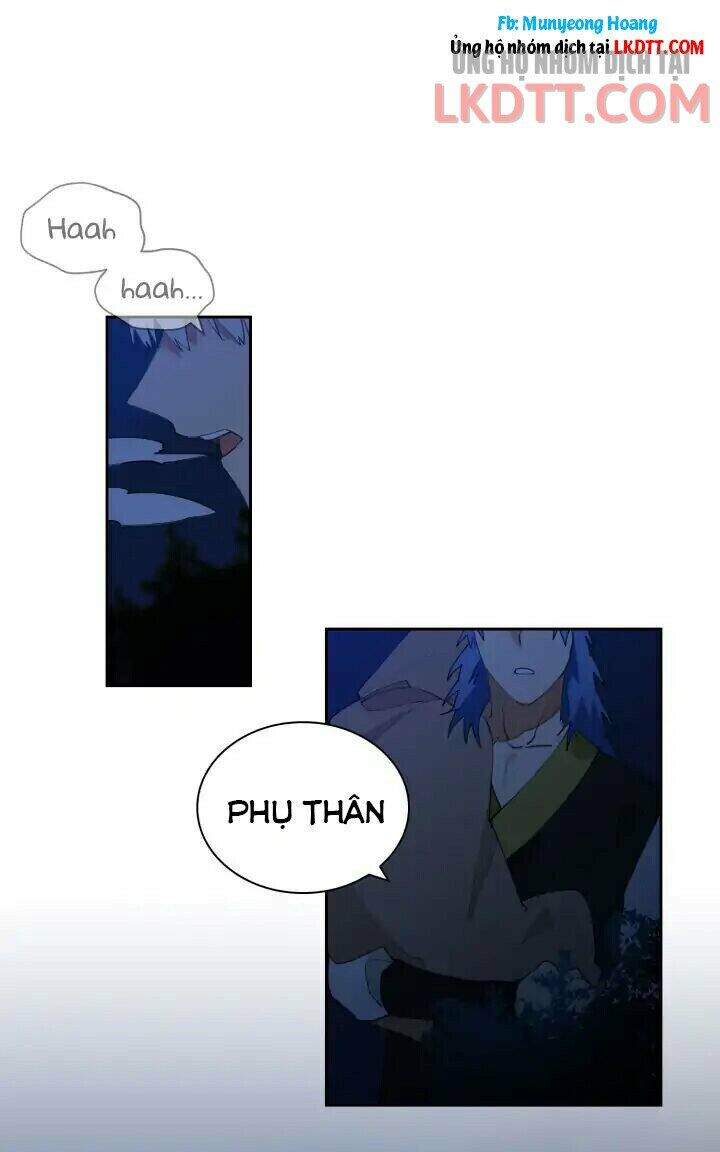 Fb: Munyeong Hoang
Ủng hộ nhóm dịch tại LKDTT.COM
ỦNG HỘ NHÓM DỊCH TẠI
LKDTT.COM
Haah
haah...
PHỤ THÂN